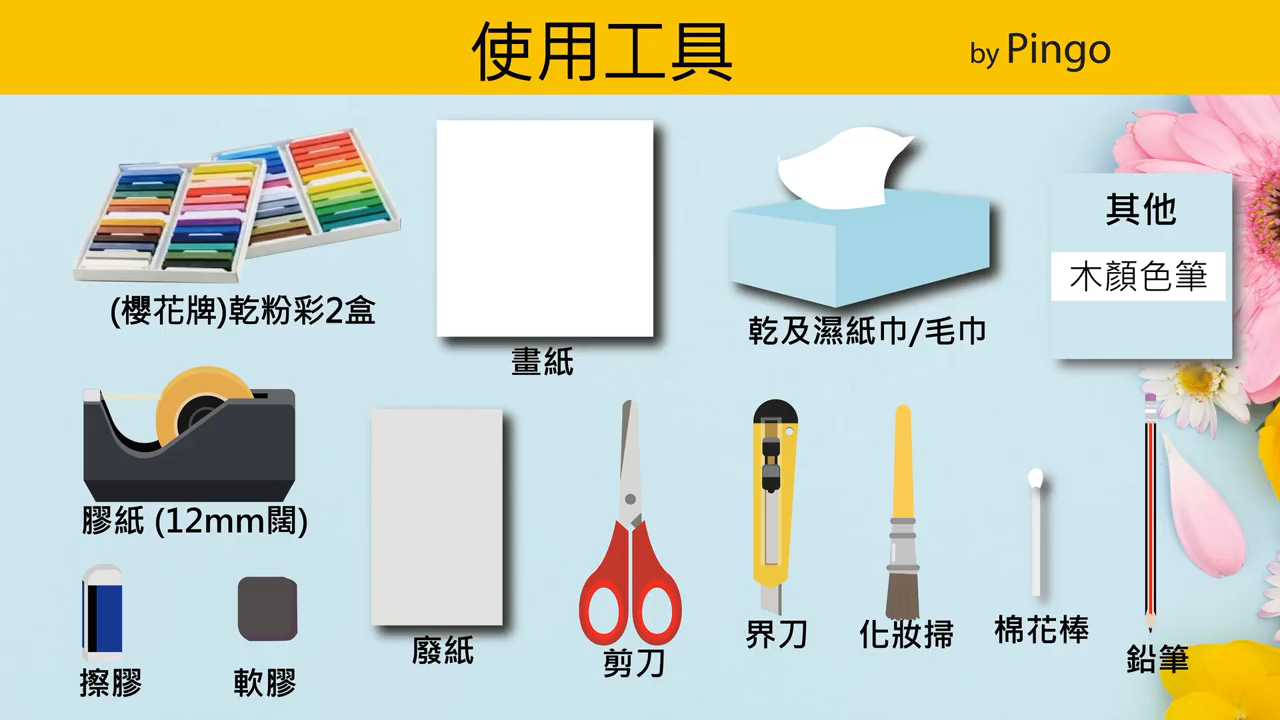 使用工具
by Pingo
(櫻花牌)乾粉彩2盒
畫紙
乾及濕紙巾/毛巾
其他
木顏色筆
膠紙 (12mm闊)
擦膠
軟膠
廢紙
剪刀
界刀
化妝掃
棉花棒
鉛筆